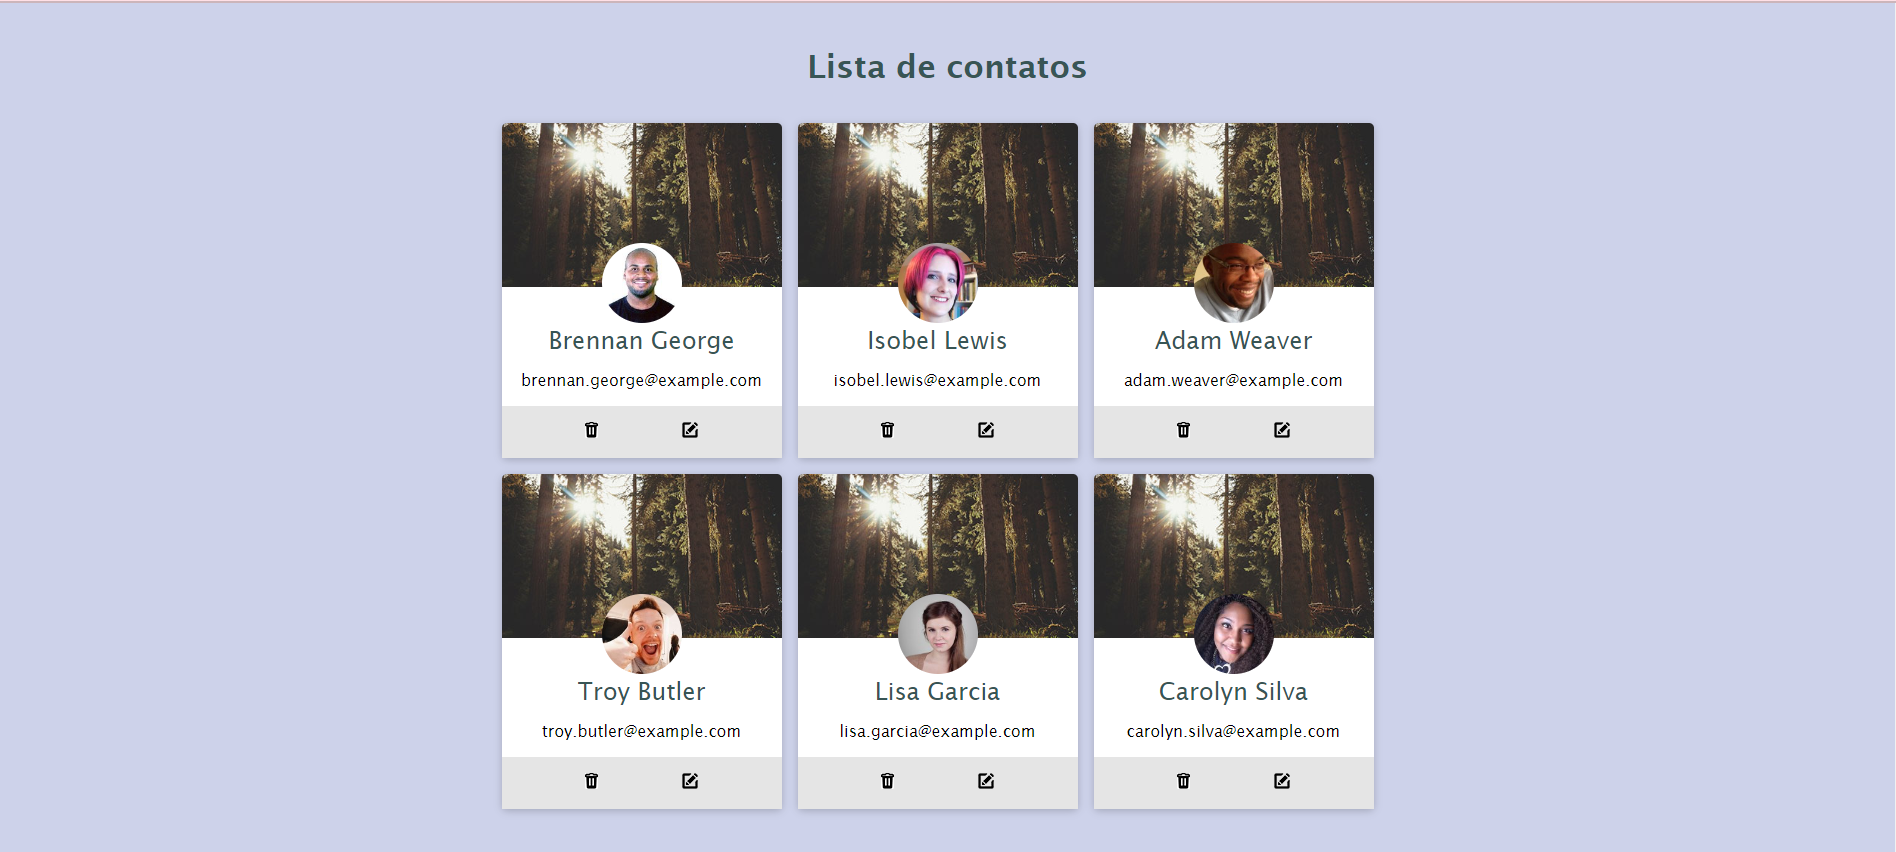 Lista de contatos
Brennan George
brennan.george@example.com
Isobel Lewis
isobel.lewis@example.com
Adam Weaver
adam.weaver@example.com
Troy Butler
troy.butler@example.com
Lisa Garcia
lisa.garcia@example.com
Carolyn Silva
carolyn.silva@example.com